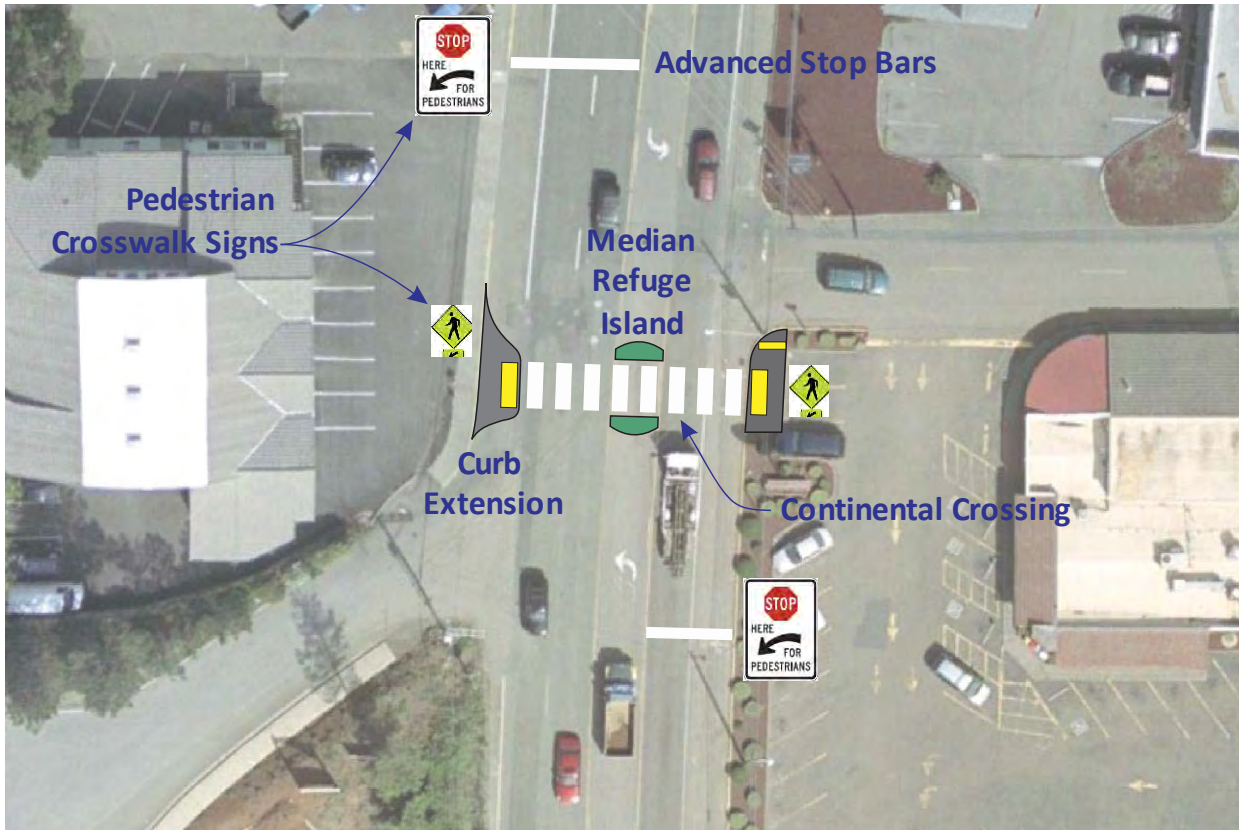 STOP
HERE
FOR
PEDESTRIANS
Advanced Stop Bars
Pedestrian
Crosswalk Signs
Median
Refuge
Island
Curb
Extension
Continental Crossing
STOP
HERE
FOR
PEDESTRIANS